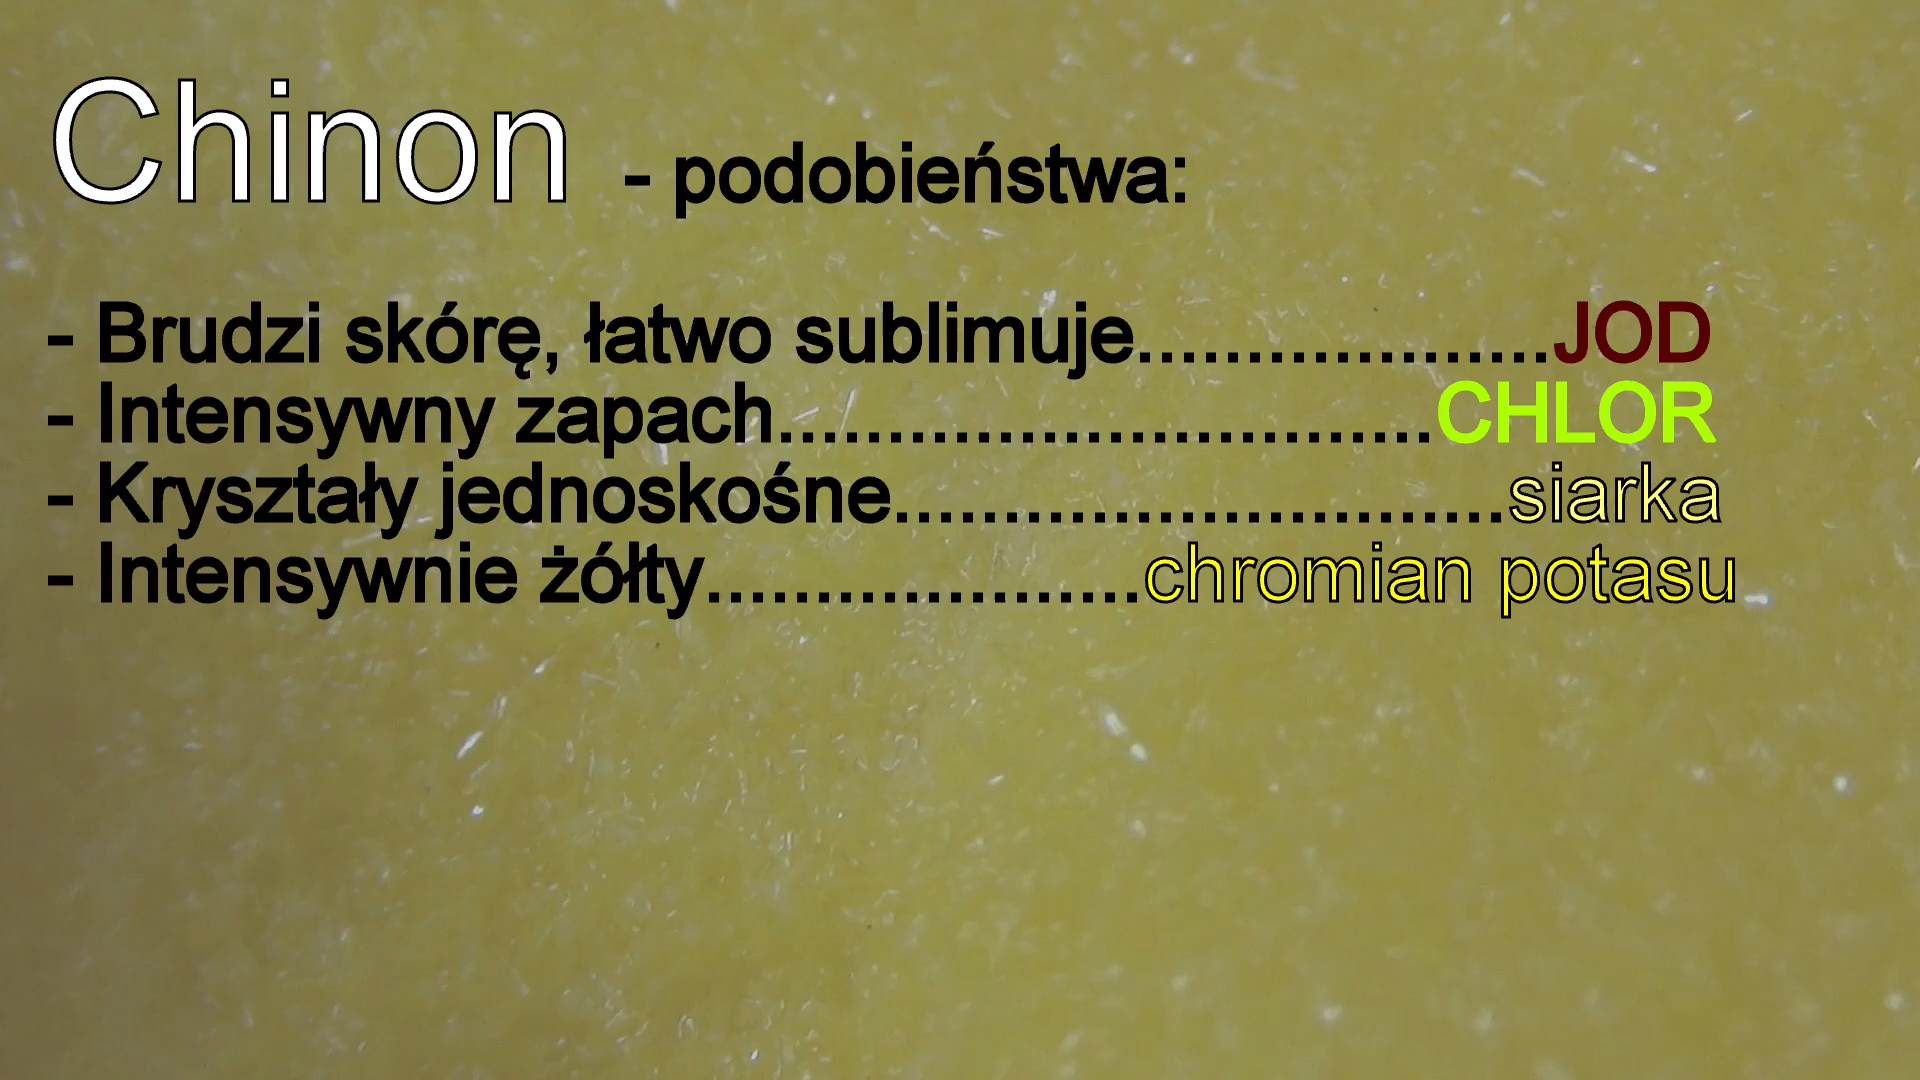 Chinon - podobieństwa:
- Brudzi skórę, łatwo sublimuje...................JOD
- Intensywny zapach..............................CHLOR
- Kryształy jednoskośne............................siarka
- Intensywnie żółty....................chromian potasu